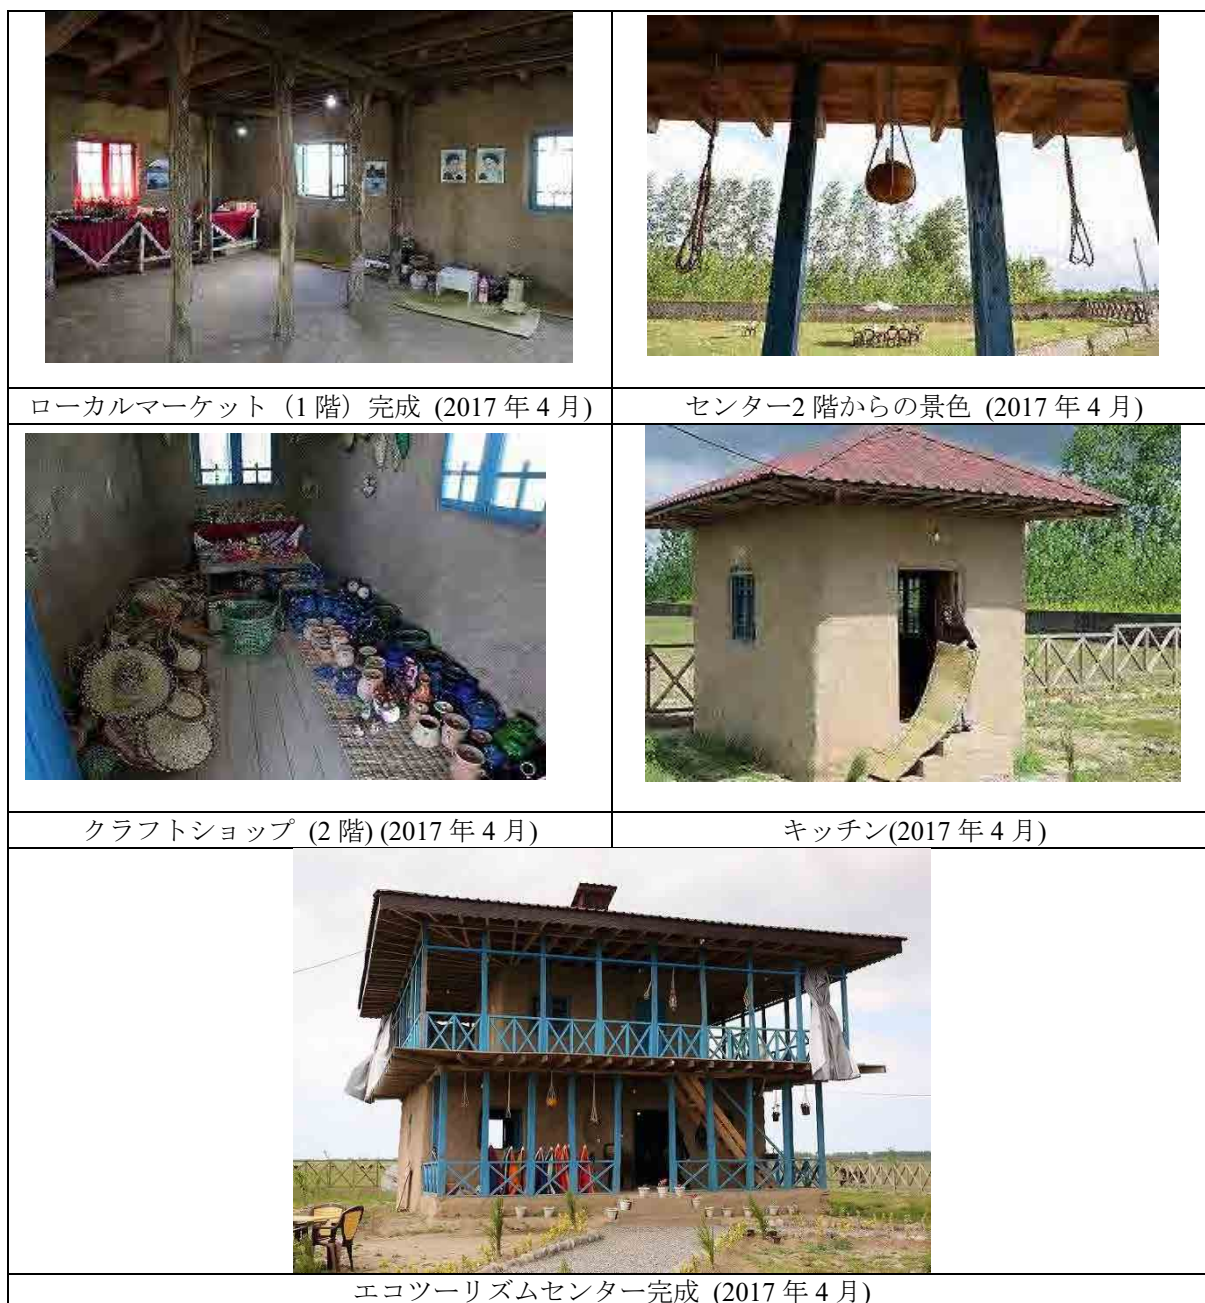 ローカルマーケット（1 階）完成 (2017 年 4 月)
センター2 階からの景色 (2017 年 4 月)
クラフトショップ (2 階) (2017 年 4 月)
キッチン(2017 年 4 月)
エコツーリズムセンター完成 (2017 年 4 月)